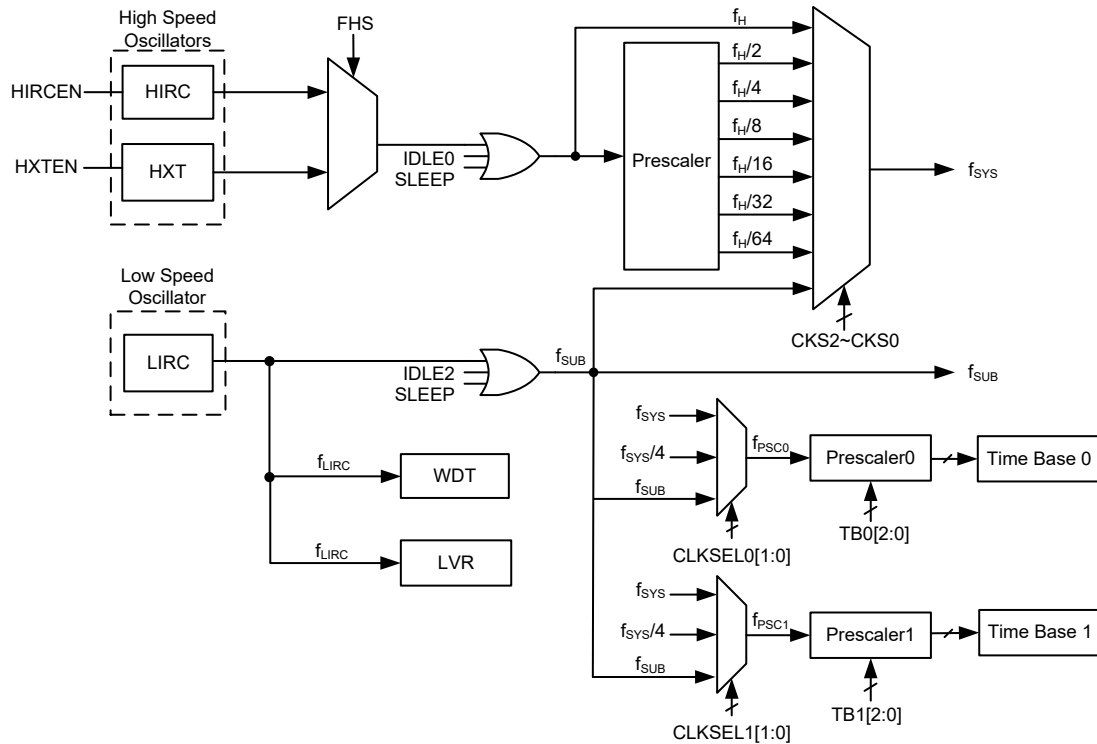 High Speed
Oscillators
FHS
HIRCEN
HIRC
HXTEN
HXT
IDLE0
SLEEP
Prescaler
fH
fH/2
fH/4
fH/8
fH/16
fH/32
fH/64
fSYS
CKS2~CKS0
Low Speed
Oscillator
LIRC
IDLE2
SLEEP
fSUB
fSUB
fLIRC
WDT
fLIRC
LVR
fSYS
fSYS/4
fSUB
fPSC0
Prescaler0
Time Base 0
CLKSEL0[1:0]
TB0[2:0]
fSYS
fSYS/4
fSUB
fPSC1
Prescaler1
Time Base 1
CLKSEL1[1:0]
TB1[2:0]